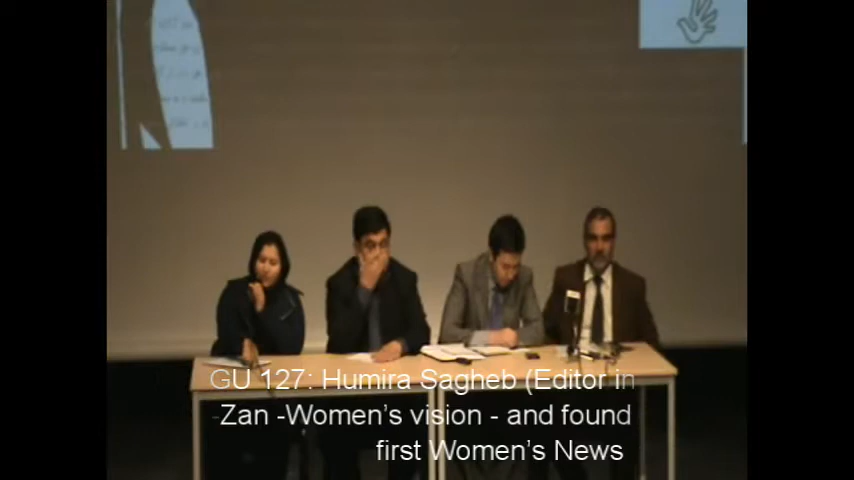 GU 127: Humira Sagheb (Editor in
-Zan -Women's vision - and found
first Women's News